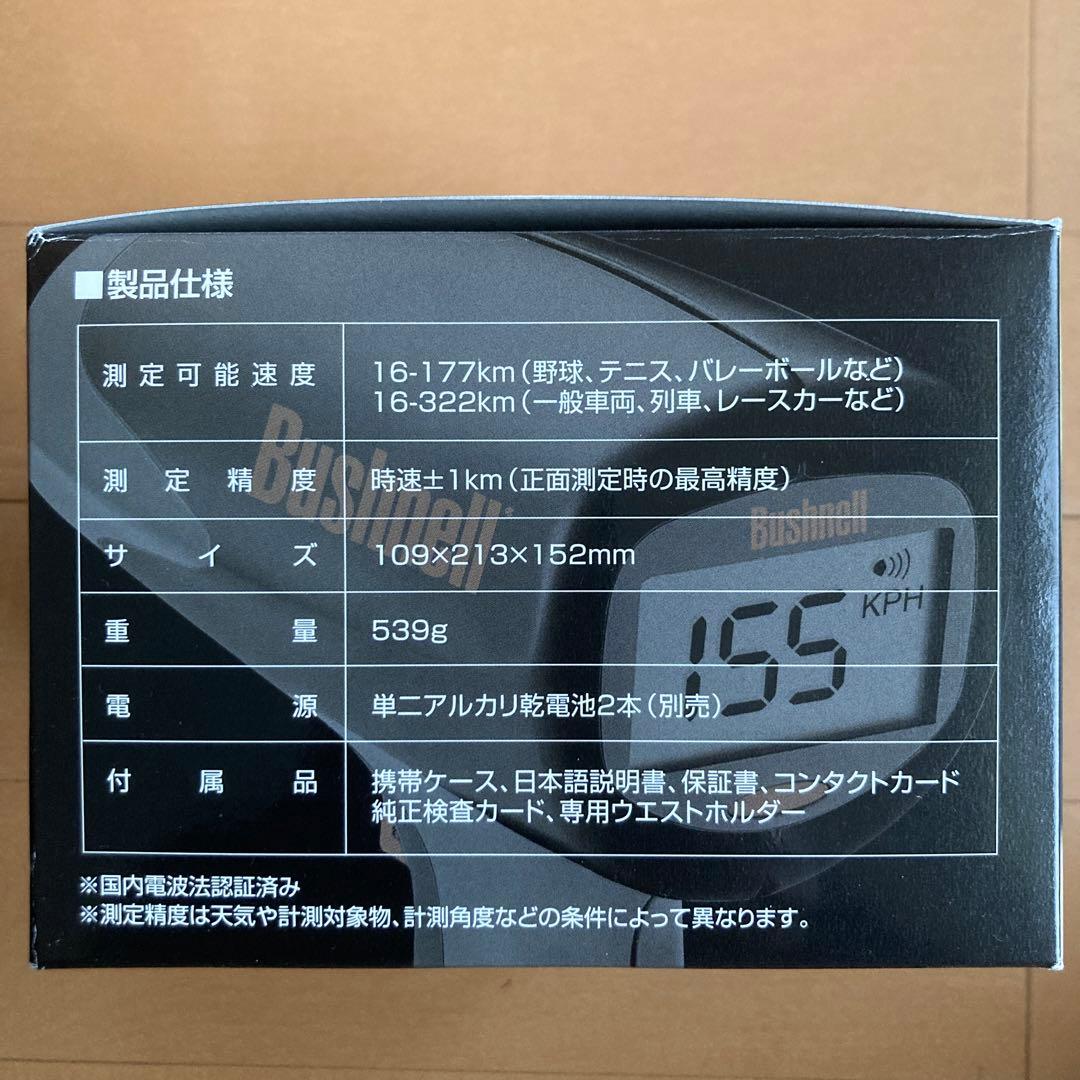 ■製品仕様
測定可能速度
16-177km（野球、テニス、バレーボールなど）
16-322km（一般車両、列車、レースカーなど）
測定精度
時速±1km（正面測定時の最高精度）
サイズ
109×213×152mm
重量
539g
電源
単二アルカリ乾電池2本（別売）
付属品
携帯ケース、日本語説明書、保証書、コンタクトカード
純正検査カード、専用ウエストホルダー
※国内電波法認証済み
※測定精度は天気や計測対象物、計測角度などの条件によって異なります。
Bushnell
Bushnell
155 KPH